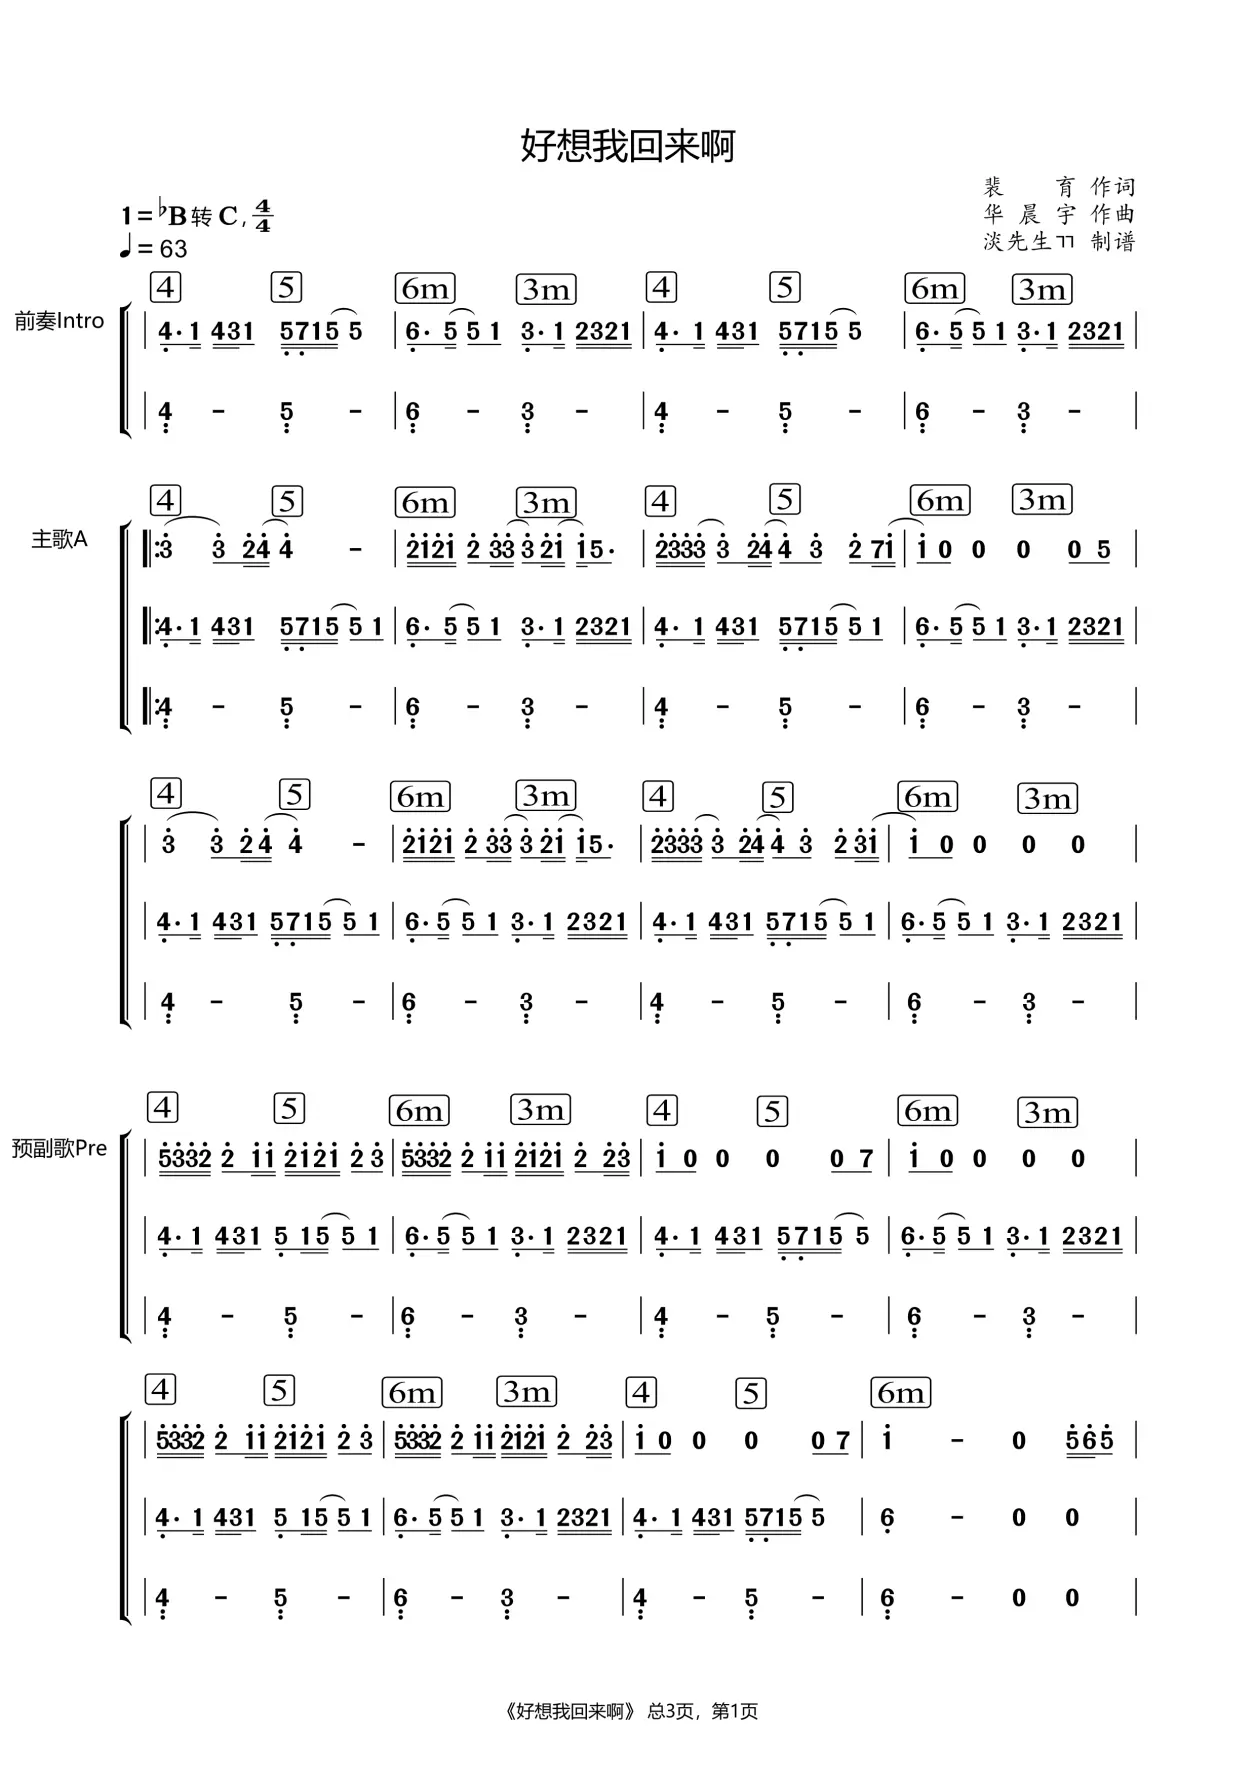 好想我回来啊
裴 育 作词
1=♭B转C,4/4
华晨宇 作曲
♩=63
淡先生ㄲ 制谱
4 5 6m 3m 4 5 6m 3m
前奏Intro
4· 1 431 5715 5 | 6· 5 5 1 3· 1 2321 | 4· 1 431 5715 5 | 6· 5 5 1 3· 1 2321 |
4 - 5 - | 6 - 3 - | 4 - 5 - | 6 - 3 - |
4 5 6m 3m 4 5 6m 3m
主歌A
‖: 3 3 24 4 - | 2121 2 33 3 21 15· | 2333 3 24 4 3 2 71 | 1 0 0 0 0 5 |
‖: 4· 1 431 5715 5 1 | 6· 5 5 1 3· 1 2321 | 4· 1 431 5715 5 1 | 6· 5 5 1 3· 1 2321 |
‖: 4 - 5 - | 6 - 3 - | 4 - 5 - | 6 - 3 - |
4 5 6m 3m 4 5 6m 3m
3 3 24 4 - | 2121 2 33 3 21 15· | 2333 3 24 4 3 2 31 | 1 0 0 0 0 |
4· 1 431 5715 5 1 | 6· 5 5 1 3· 1 2321 | 4· 1 431 5715 5 1 | 6· 5 5 1 3· 1 2321 |
4 - 5 - | 6 - 3 - | 4 - 5 - | 6 - 3 - |
4 5 6m 3m 4 5 6m 3m
预副歌Pre
5332 2 11 2121 2 3 | 5332 2 11 2121 2 23 | 1 0 0 0 0 7 | 1 0 0 0 0 |
4· 1 431 5 15 5 1 | 6· 5 5 1 3· 1 2321 | 4· 1 431 5715 5 | 6· 5 5 1 3· 1 2321 |
4 - 5 - | 6 - 3 - | 4 - 5 - | 6 - 3 - |
4 5 6m 3m 4 5 6m
5332 2 11 2121 2 3 | 5332 2 11 2121 2 23 | 1 0 0 0 0 7 | 1 - 0 565 |
4· 1 431 5 15 5 1 | 6· 5 5 1 3· 1 2321 | 4· 1 431 5715 5 | 6 - 0 0 |
4 - 5 - | 6 - 3 - | 4 - 5 - | 6 - 0 0 |
《好想我回来啊》 总3页，第1页